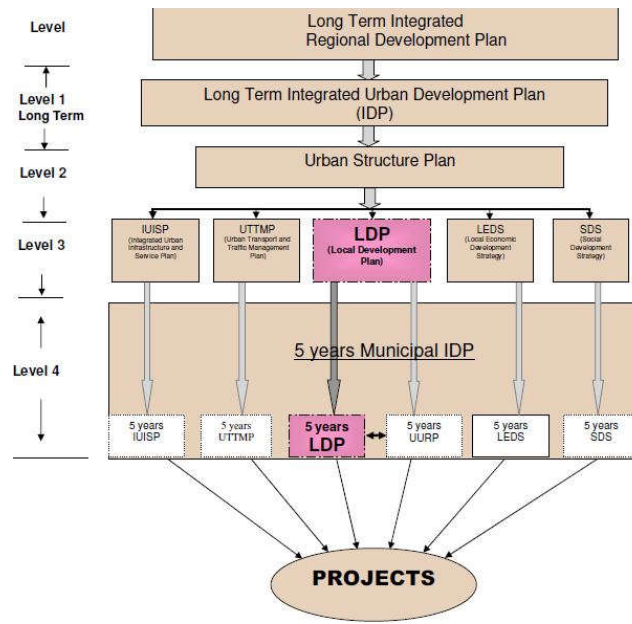 Level
Long Term Integrated
Regional Development Plan
Level 1
Long Term
Long Term Integrated Urban Development Plan
(IDP)
Level 2
Urban Structure Plan
Level 3
IUISP
(Integrated Urban
Infrastructure and
Service Plan)
UTTMP
(Urban Transport and
Traffic Management
Plan)
LDP
(Local Development
Plan)
LEDS
(Local Economic
Development
Strategy)
SDS
(Social
Development
Strategy)
Level 4
5 years Municipal IDP
5 years
IUISP
5 years
UTTMP
5 years
LDP
5 years
UURP
5 years
LEDS
5 years
SDS
PROJECTS